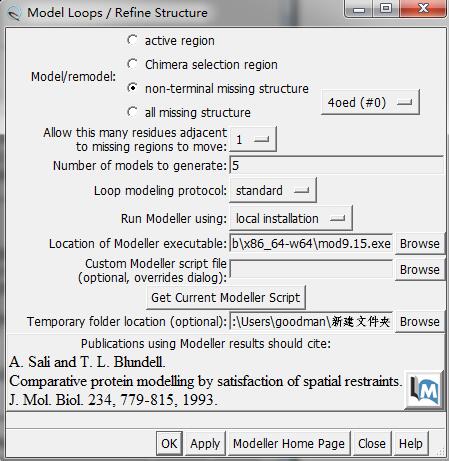 Model Loops / Refine Structure
active region
Chimera selection region
Model/remodel:
non-terminal missing structure
4oed (#0)
all missing structure
Allow this many residues adjacent
to missing regions to move:
1
Number of models to generate: 5
Loop modeling protocol: standard
Run Modeller using: local installation
Location of Modeller executable: b\x86_64-w64\mod9.15.exe Browse
Custom Modeller script file
(optional, overrides dialog): Browse
Get Current Modeller Script
Temporary folder location (optional): :\Users\goodman\新建文件夹 Browse
Publications using Modeller results should cite:
A. Sali and T. L. Blundell.
Comparative protein modelling by satisfaction of spatial restraints.
J. Mol. Biol. 234, 779-815, 1993.
OK Apply Modeller Home Page Close Help